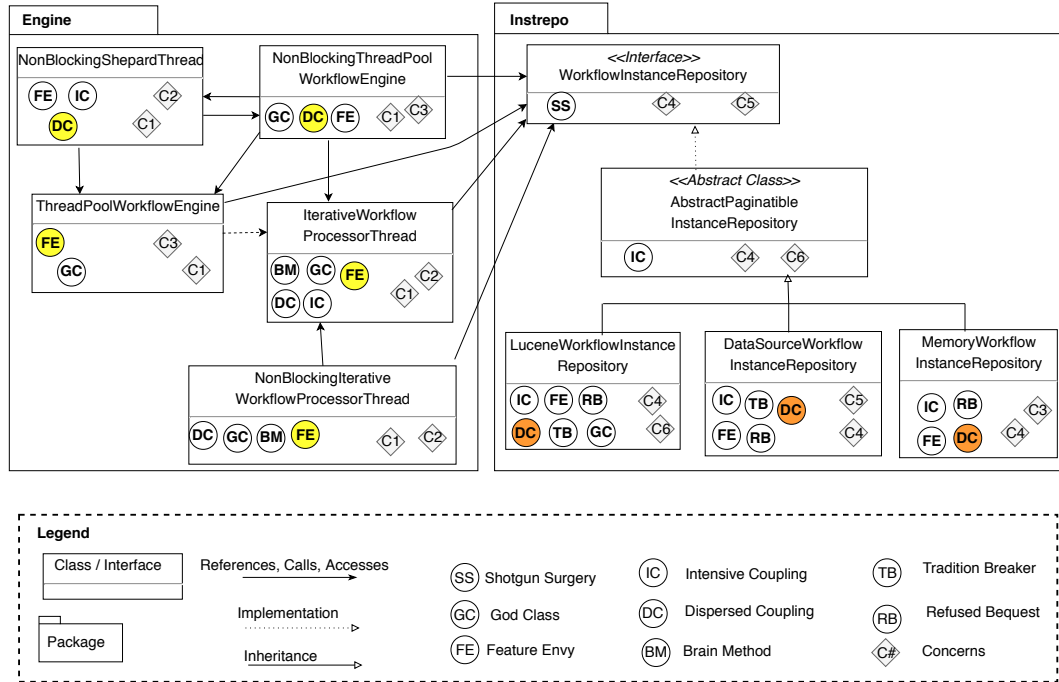 Engine
NonBlockingShepardThread
FE
IC
C2
DC
C1
NonBlockingThreadPool
WorkflowEngine
GC
DC
FE
C1
C3
ThreadPoolWorkflowEngine
FE
C3
GC
C1
IterativeWorkflow
ProcessorThread
BM
GC
FE
C2
DC
IC
C1
NonBlockingIterative
WorkflowProcessorThread
DC
GC
BM
FE
C1
C2
Instrepo
<<Interface>>
WorkflowInstanceRepository
SS
C4
C5
<<Abstract Class>>
AbstractPaginatible
InstanceRepository
IC
C4
C6
LuceneWorkflowInstance
Repository
IC
FE
RB
C4
DC
TB
GC
C6
DataSourceWorkflow
InstanceRepository
IC
TB
DC
C5
FE
RB
C4
MemoryWorkflow
InstanceRepository
IC
RB
C3
FE
DC
C4
Legend
Class / Interface
Package
References, Calls, Accesses
Implementation
Inheritance
SS Shotgun Surgery
GC God Class
FE Feature Envy
IC Intensive Coupling
DC Dispersed Coupling
BM Brain Method
TB Tradition Breaker
RB Refused Bequest
C# Concerns